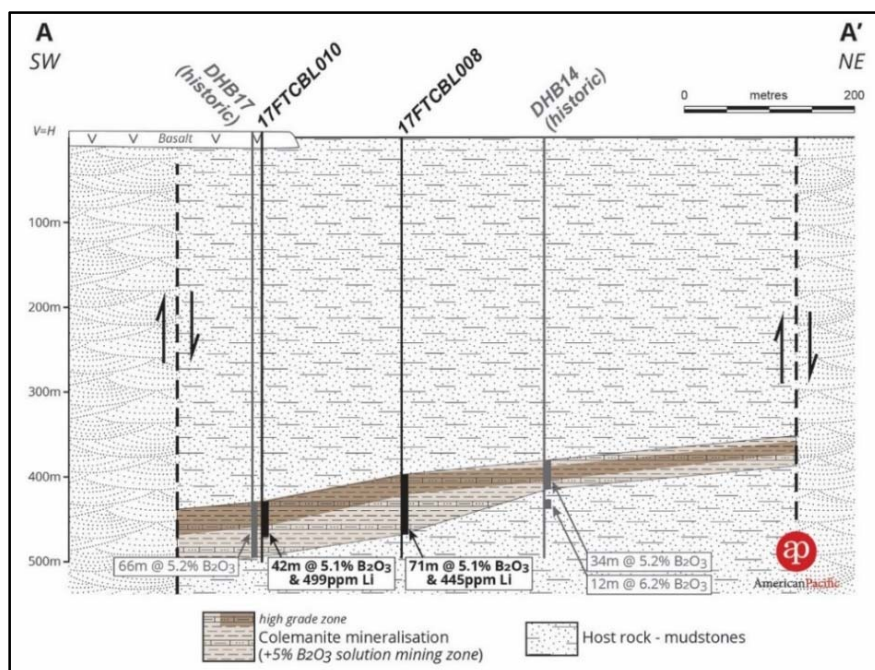 A
SW
DHB17
(historic)
17FTCBL010
17FTCBL008
DHB14
(historic)
A'
NE
0 metres 200
V=H
Basalt
100m
200m
300m
400m
500m
66m @ 5.2% B₂O₃
42m @ 5.1% B₂O₃
& 499ppm Li
71m @ 5.1% B₂O₃
& 445ppm Li
34m @ 5.2% B₂O₃
12m @ 6.2% B₂O₃
ap
AmericanPacific
high grade zone
Colemanite mineralisation
(+5% B₂O₃ solution mining zone)
Host rock - mudstones